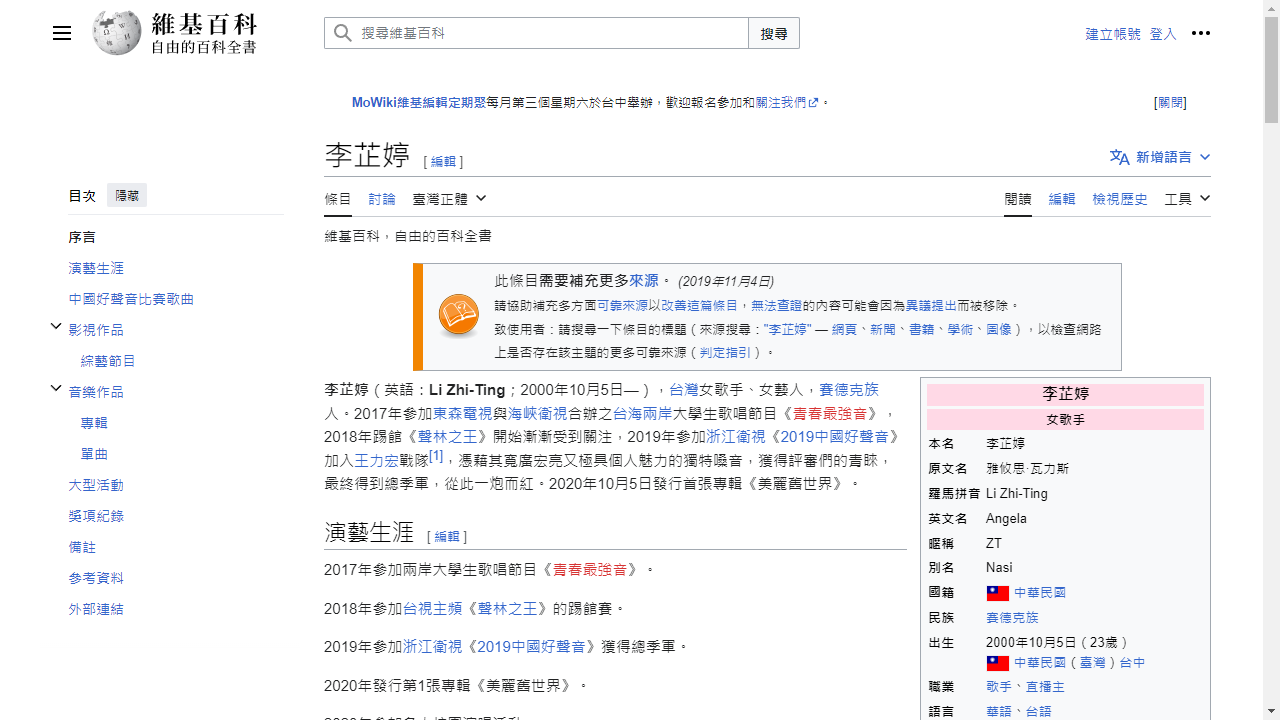 維基百科
自由的百科全書
搜尋維基百科
搜尋
建立帳號 登入
MoWiki維基編輯定期聚每月第三個星期六於台中舉辦，歡迎報名參加和關注我們。
[關閉]
李芷婷 [編輯]
新增語言
目次 隱藏
條目 討論 臺灣正體
閱讀 編輯 檢視歷史 工具
維基百科，自由的百科全書
序言
演藝生涯
中國好聲音比賽歌曲
影視作品
綜藝節目
音樂作品
專輯
單曲
大型活動
獎項紀錄
備註
參考資料
外部連結
此條目需要補充更多來源。 (2019年11月4日)
請協助補充多方面可靠來源以改善這篇條目，無法查證的內容可能會因為異議提出而被移除。
致使用者：請搜尋一下條目的標題（來源搜尋："李芷婷" — 網頁、新聞、書籍、學術、圖像），以檢查網路
上是否存在該主題的更多可靠來源（判定指引）。
李芷婷（英語：Li Zhi-Ting；2000年10月5日—），台灣女歌手、女藝人，賽德克族
人。2017年參加東森電視與海峽衛視合辦之台海兩岸大學生歌唱節目《青春最強音》，
2018年踢館《聲林之王》開始漸漸受到關注，2019年參加浙江衛視《2019中國好聲音》
加入王力宏戰隊[1]，憑藉其寬廣宏亮又極具個人魅力的獨特嗓音，獲得評審們的青睞，
最終得到總季軍，從此一炮而紅。2020年10月5日發行首張專輯《美麗舊世界》。
演藝生涯 [編輯]
2017年參加兩岸大學生歌唱節目《青春最強音》。
2018年參加台視主頻《聲林之王》的踢館賽。
2019年參加浙江衛視《2019中國好聲音》獲得總季軍。
2020年發行第1張專輯《美麗舊世界》。
李芷婷
女歌手
本名 李芷婷
原文名 雅攸恩·瓦力斯
羅馬拼音 Li Zhi-Ting
英文名 Angela
暱稱 ZT
別名 Nasi
國籍 中華民國
民族 賽德克族
出生 2000年10月5日（23歲）
中華民國（臺灣）台中
職業 歌手、直播主
語言 華語、台語